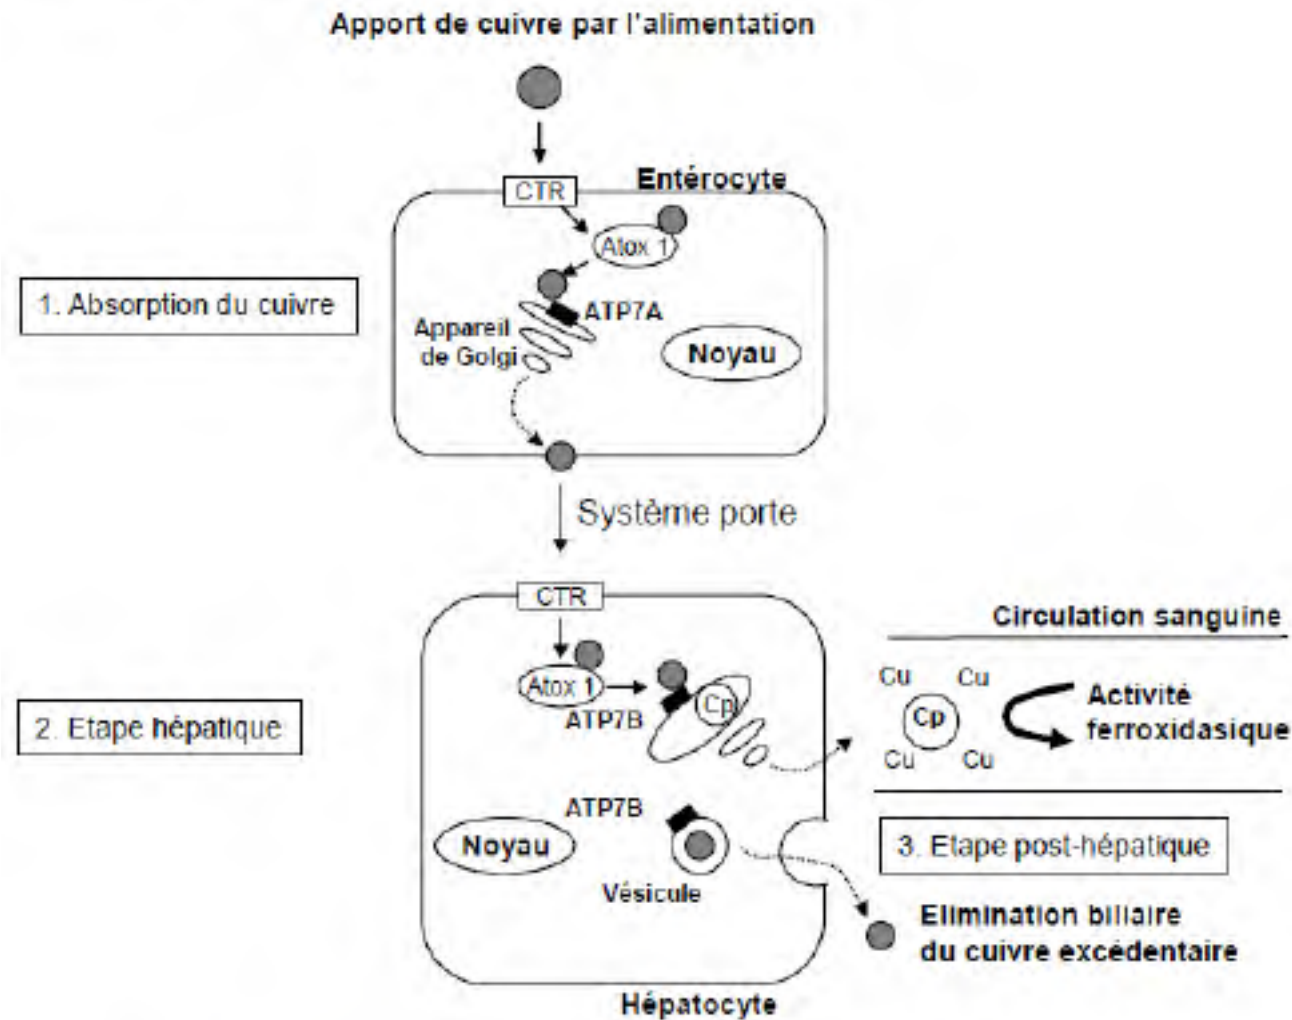 Apport de cuivre par l'alimentation
CTR
Entérocyte
Atox 1
1. Absorption du cuivre
ATP7A
Appareil
de Golgi
Noyau
Système porte
CTR
Circulation sanguine
Atox 1
Cp
ATP7B
2. Etape hépatique
Cu
Cu
Cp
Cu
Cu
Activité
ferroxidasique
ATP7B
Noyau
Vésicule
3. Etape post-hépatique
Elimination biliaire
du cuivre excédentaire
Hépatocyte